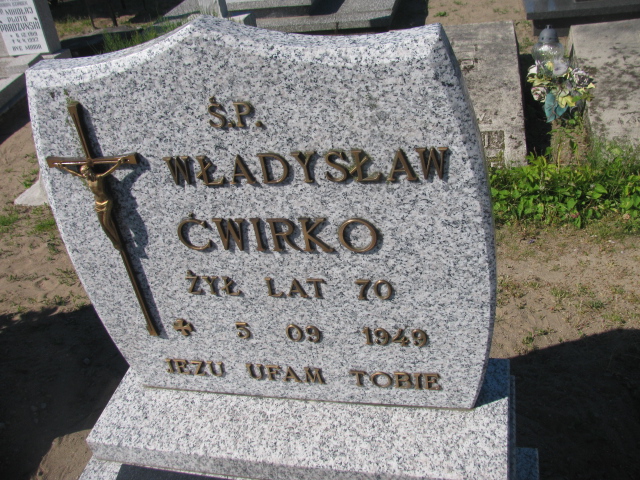 Ś.P.
WŁADYSŁAW
ĆWIRKO
ŻYŁ LAT 70
5 09 1949
JEZU UFAM TOBIE